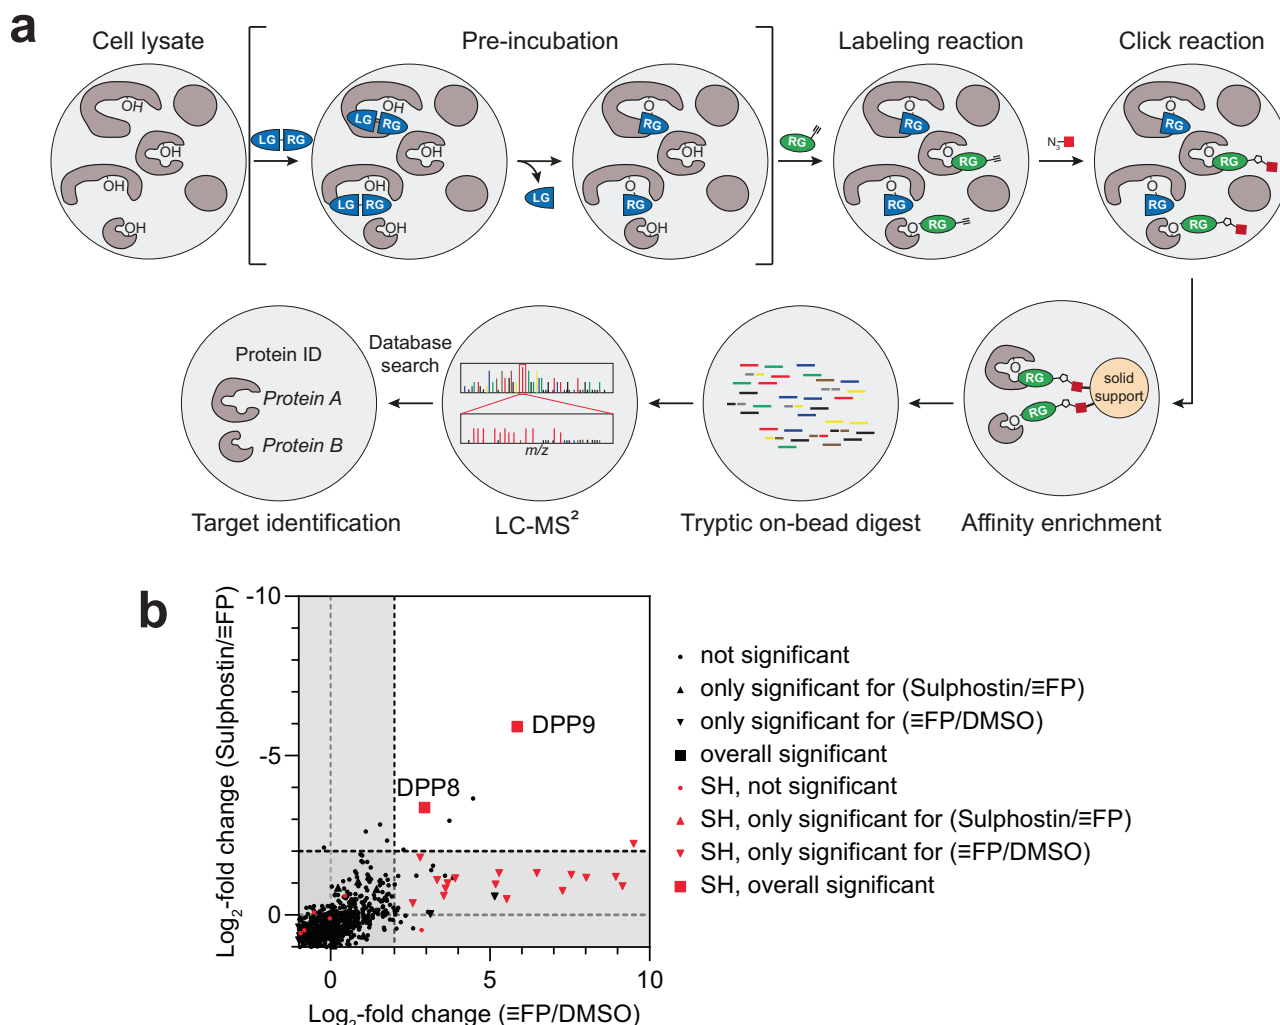 a
Cell lysate
Pre-incubation
Labeling reaction
Click reaction
OH
OH
OH
OH
LG RG
OH
LG RG
OH
OH
LG RG
OH
LG
O
RG
OH
O
RG
OH
RG
O
RG
O
RG
O
RG
O
RG
N3
O
RG
O
RG
O
RG
O
RG
Protein ID
Protein A
Protein B
Target identification
Database
search
m/z
LC-MS²
Tryptic on-bead digest
O
RG
O
RG
solid
support
Affinity enrichment
b
Log2-fold change (Sulphostin/≡FP)
-10
-5
0
DPP9
DPP8
0
5
10
Log2-fold change (≡FP/DMSO)
not significant
only significant for (Sulphostin/≡FP)
only significant for (≡FP/DMSO)
overall significant
SH, not significant
SH, only significant for (Sulphostin/≡FP)
SH, only significant for (≡FP/DMSO)
SH, overall significant